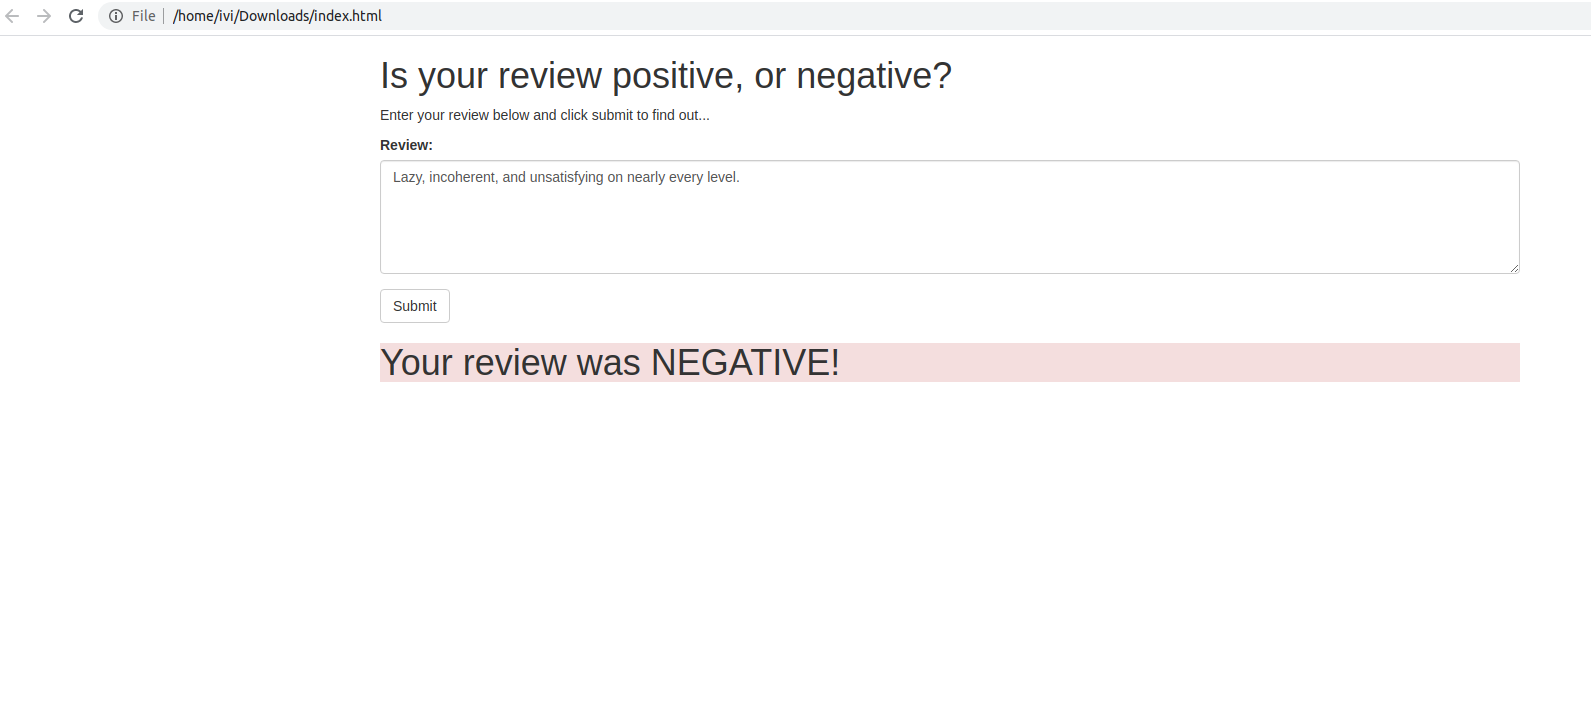 File | /home/ivi/Downloads/index.html
Is your review positive, or negative?
Enter your review below and click submit to find out...
Review:
Lazy, incoherent, and unsatisfying on nearly every level.
Submit
Your review was NEGATIVE!